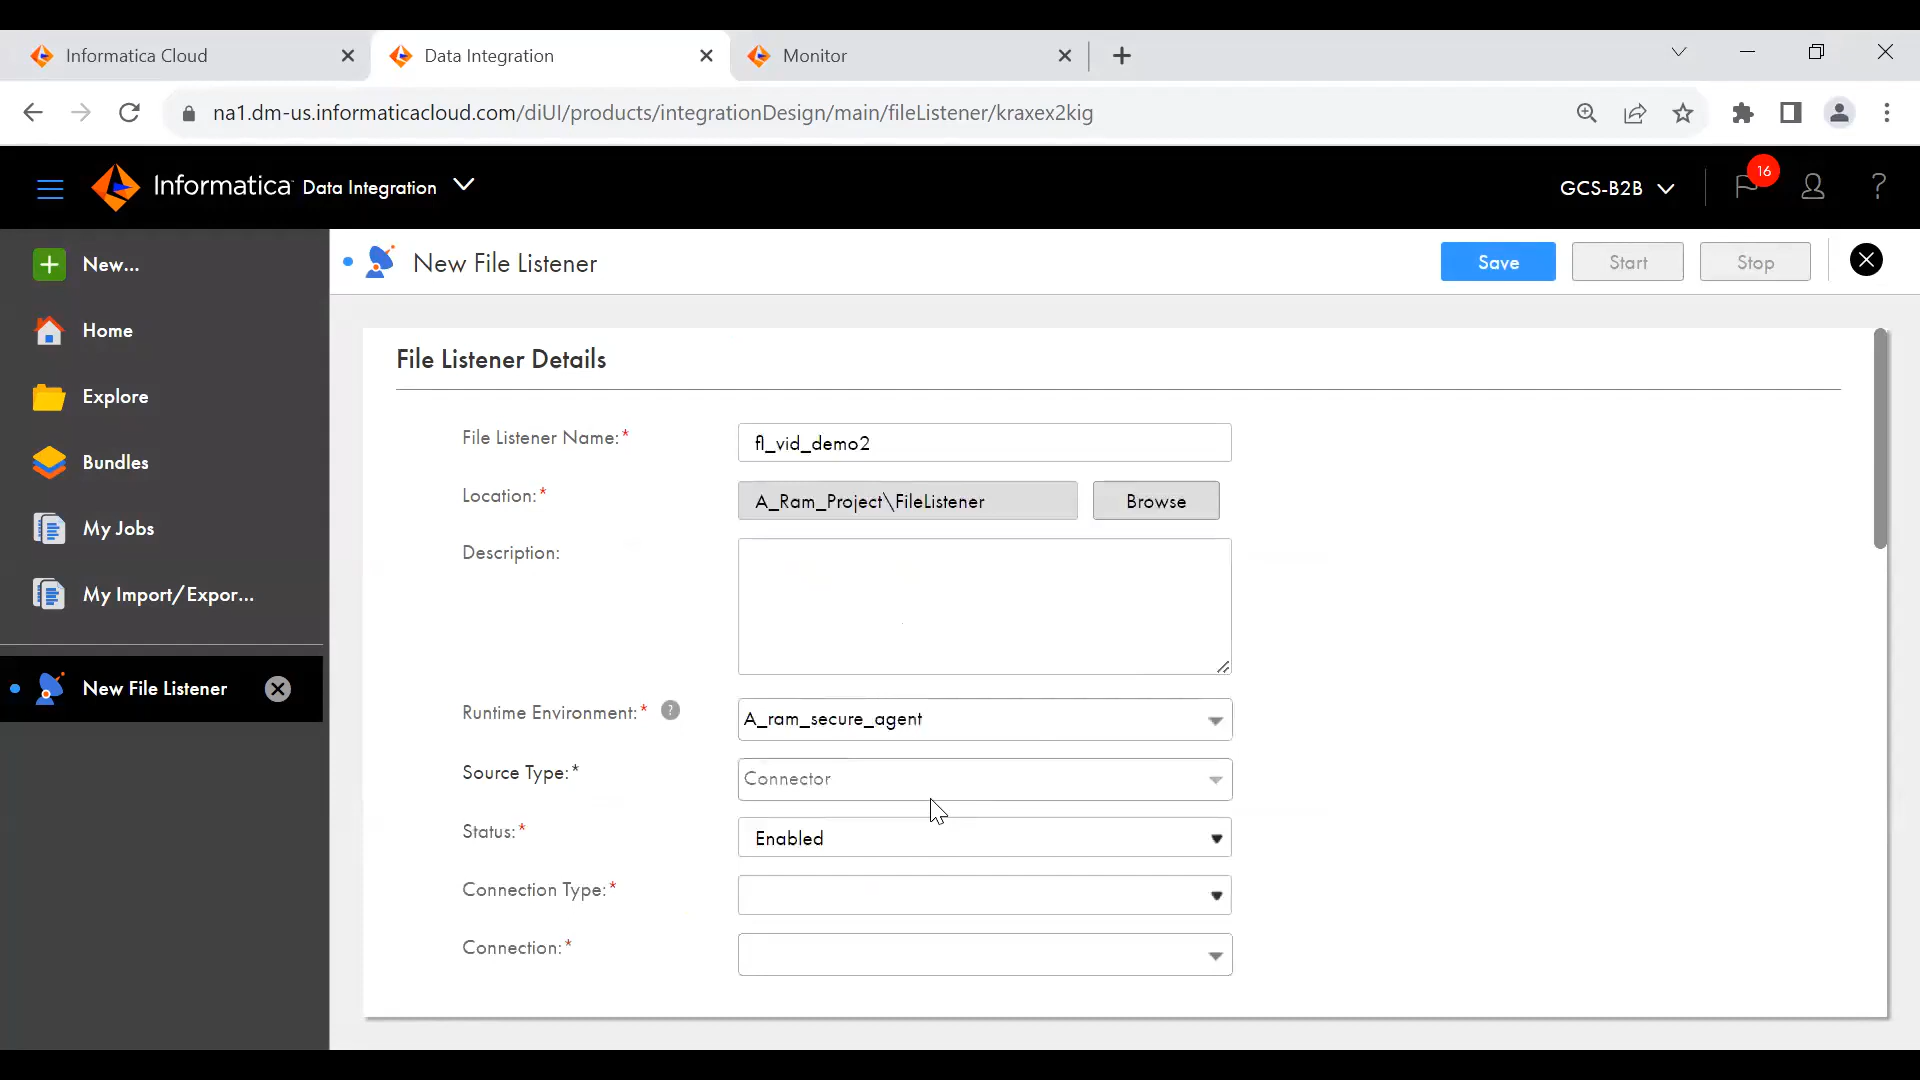 Informatica Cloud
Data Integration
Monitor
na1.dm-us.informaticacloud.com/diUI/products/integrationDesign/main/fileListener/kraxex2kig
Informatica Data Integration
GCS-B2B
16
?
New...
Home
Explore
Bundles
My Jobs
My Import/Expor...
New File Listener
New File Listener
Save
Start
Stop
File Listener Details
File Listener Name:*
fl_vid_demo2
Location:*
A_Ram_Project\FileListener
Browse
Description:
Runtime Environment:* ?
A_ram_secure_agent
Source Type:*
Connector
Status:*
Enabled
Connection Type:*
Connection:*